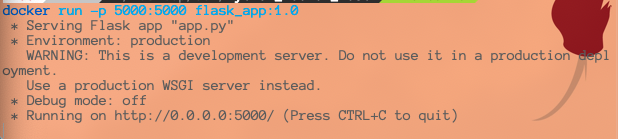 docker run -p 5000:5000 flask_app:1.0
* Serving Flask app "app.py"
* Environment: production
WARNING: This is a development server. Do not use it in a production depl
oyment.
Use a production WSGI server instead.
* Debug mode: off
* Running on http://0.0.0.0:5000/ (Press CTRL+C to quit)